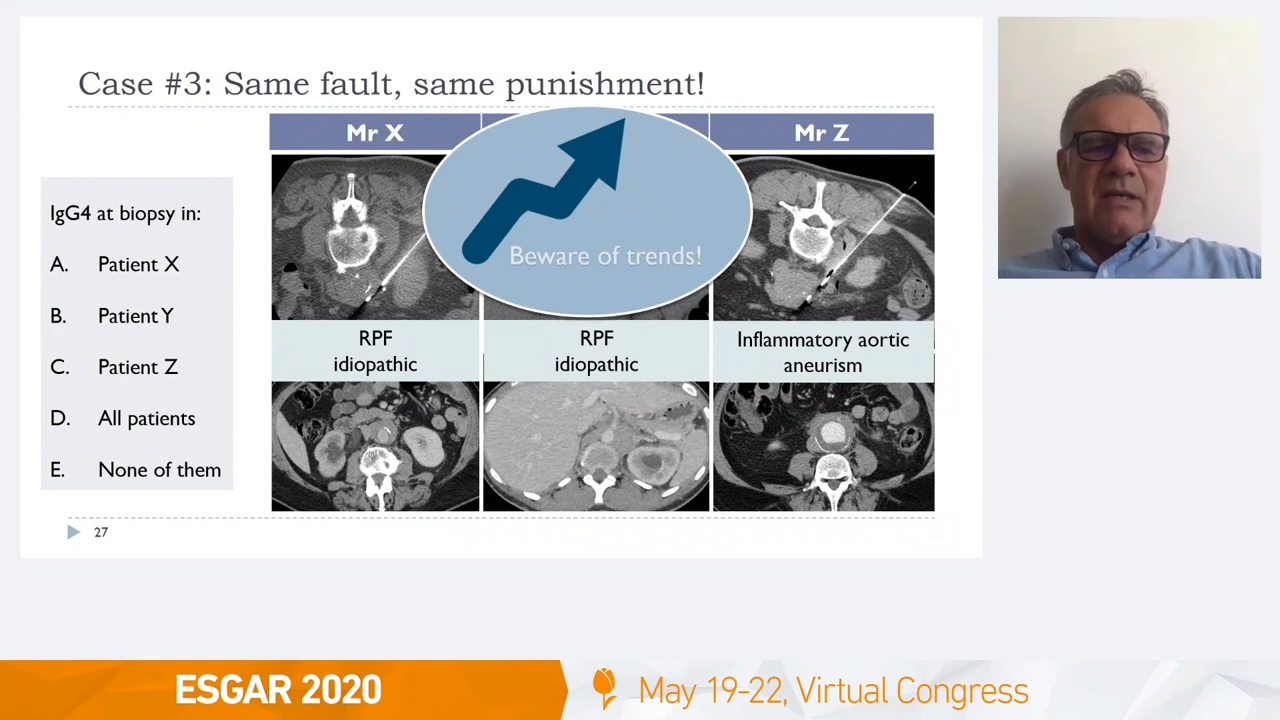 Case #3: Same fault, same punishment!
Mr X
Mr Z
IgG4 at biopsy in:
A. Patient X
B. Patient Y
C. Patient Z
D. All patients
E. None of them
Beware of trends!
RPF
idiopathic
RPF
idiopathic
Inflammatory aortic
aneurism
27
ESGAR 2020
May 19-22, Virtual Congress